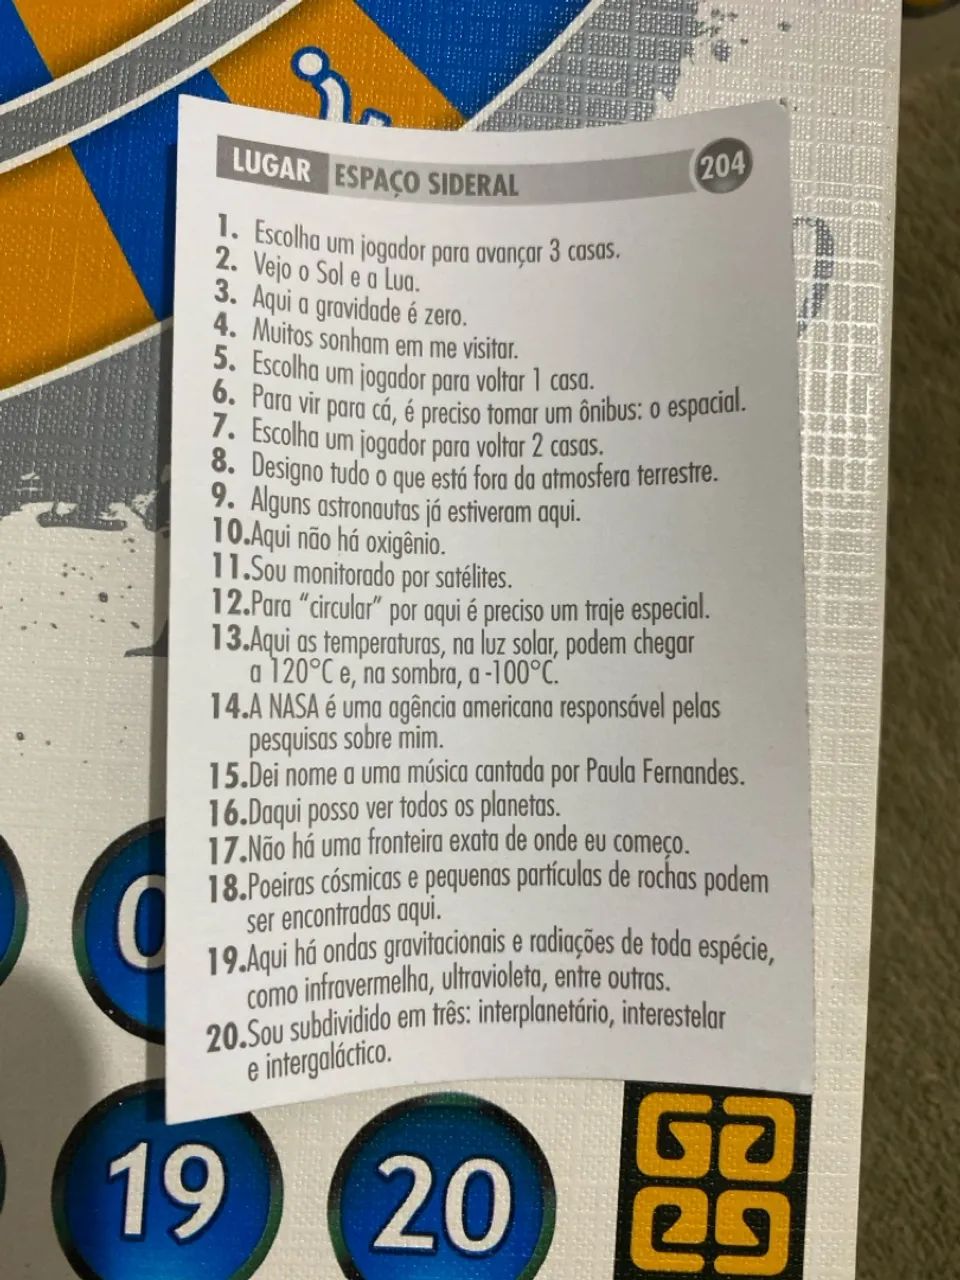 LUGAR ESPAÇO SIDERAL 204
1. Escolha um jogador para avançar 3 casas.
2. Vejo o Sol e a Lua.
3. Aqui a gravidade é zero.
4. Muitos sonham em me visitar.
5. Escolha um jogador para voltar 1 casa.
6. Para vir para cá, é preciso tomar um ônibus: o espacial.
7. Escolha um jogador para voltar 2 casas.
8. Designo tudo o que está fora da atmosfera terrestre.
9. Alguns astronautas já estiveram aqui.
10.Aqui não há oxigênio.
11.Sou monitorado por satélites.
12.Para “circular” por aqui é preciso um traje especial.
13.Aqui as temperaturas, na luz solar, podem chegar
a 120°C e, na sombra, a -100°C.
14.A NASA é uma agência americana responsável pelas
pesquisas sobre mim.
15.Dei nome a uma música cantada por Paula Fernandes.
16.Daqui posso ver todos os planetas.
17.Não há uma fronteira exata de onde eu começo.
18.Poeiras cósmicas e pequenas partículas de rochas podem
ser encontradas aqui.
19.Aqui há ondas gravitacionais e radiações de toda espécie,
como infravermelha, ultravioleta, entre outras.
20.Sou subdividido em três: interplanetário, interestelar
e intergaláctico.
19 20